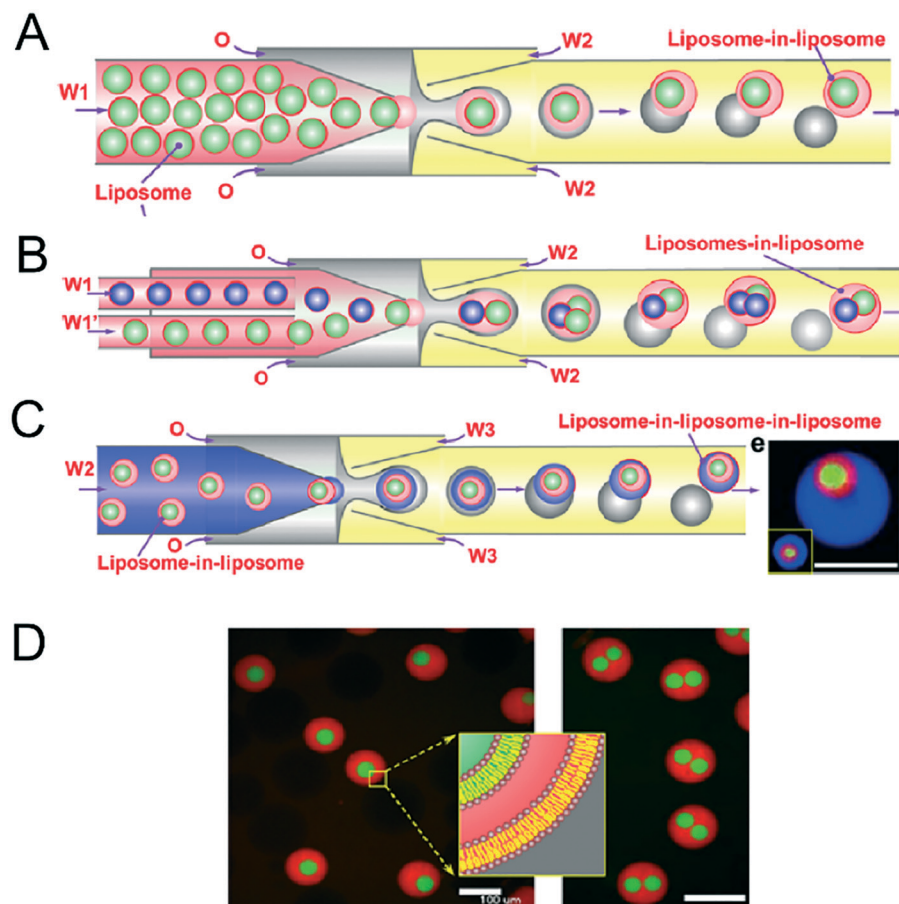 A
O
W2
Liposome-in-liposome
W1
Liposome
O
W2
B
O
W2
Liposomes-in-liposome
W1
W1'
O
W2
C
O
W3
Liposome-in-liposome-in-liposome
e
W2
O
W3
Liposome-in-liposome
D
100 um